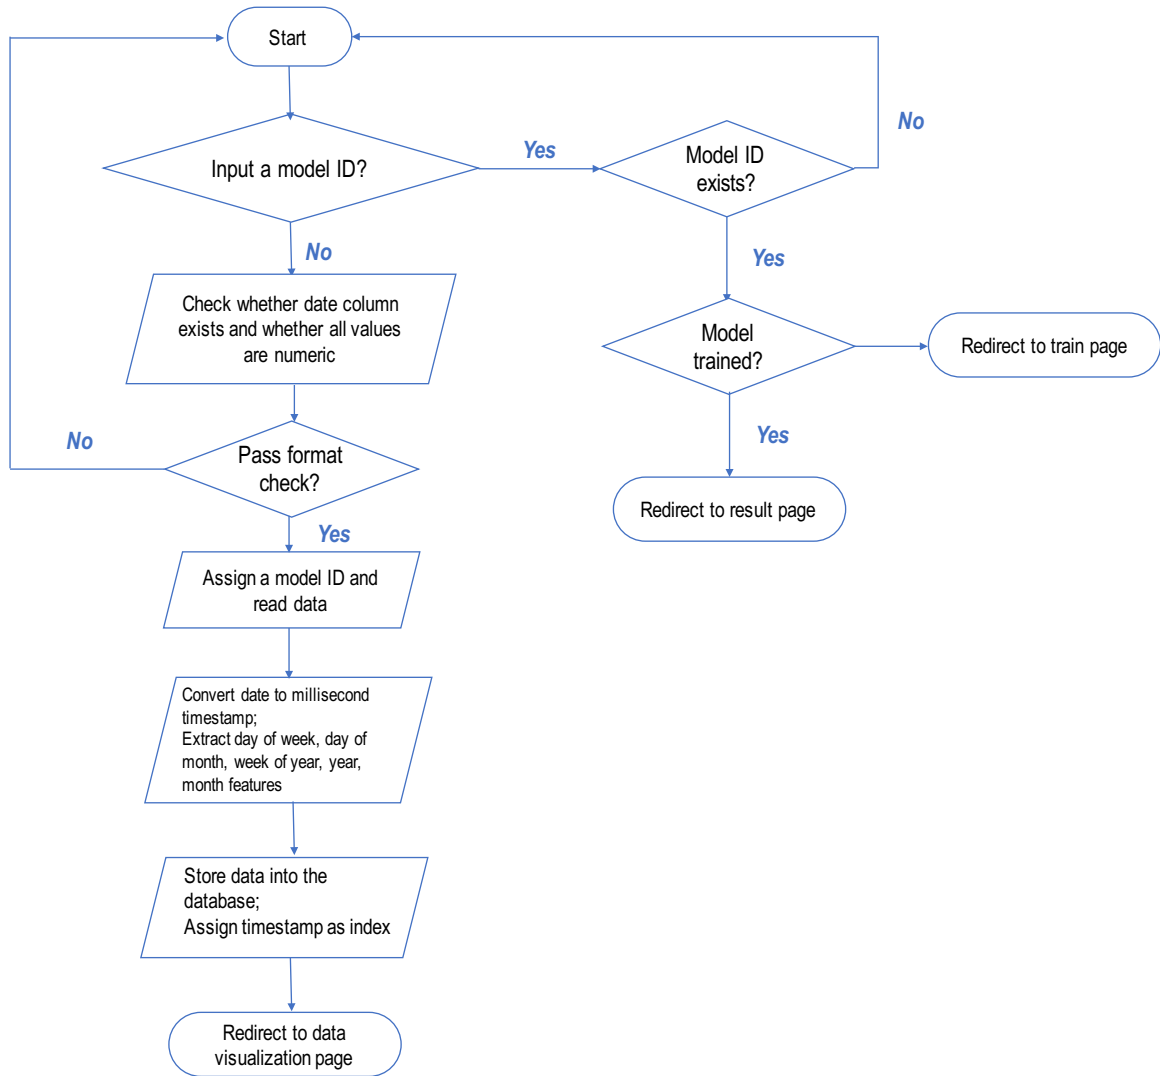 Start
No
Input a model ID?
Yes
Model ID
exists?
No
Yes
Check whether date column
exists and whether all values
are numeric
Model
trained?
Redirect to train page
No
Pass format
check?
Yes
Redirect to result page
Yes
Assign a model ID and
read data
Convert date to millisecond
timestamp;
Extract day of week, day of
month, week of year, year,
month features
Store data into the
database;
Assign timestamp as index
Redirect to data
visualization page